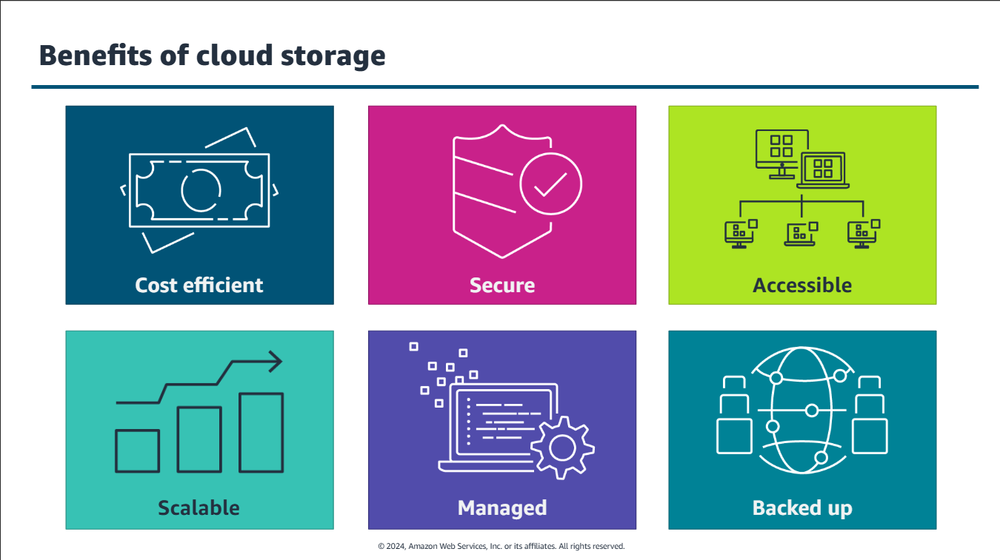 Benefits of cloud storage
Cost efficient
Secure
Accessible
Scalable
Managed
Backed up
© 2024, Amazon Web Services, Inc. or its affiliates. All rights reserved.